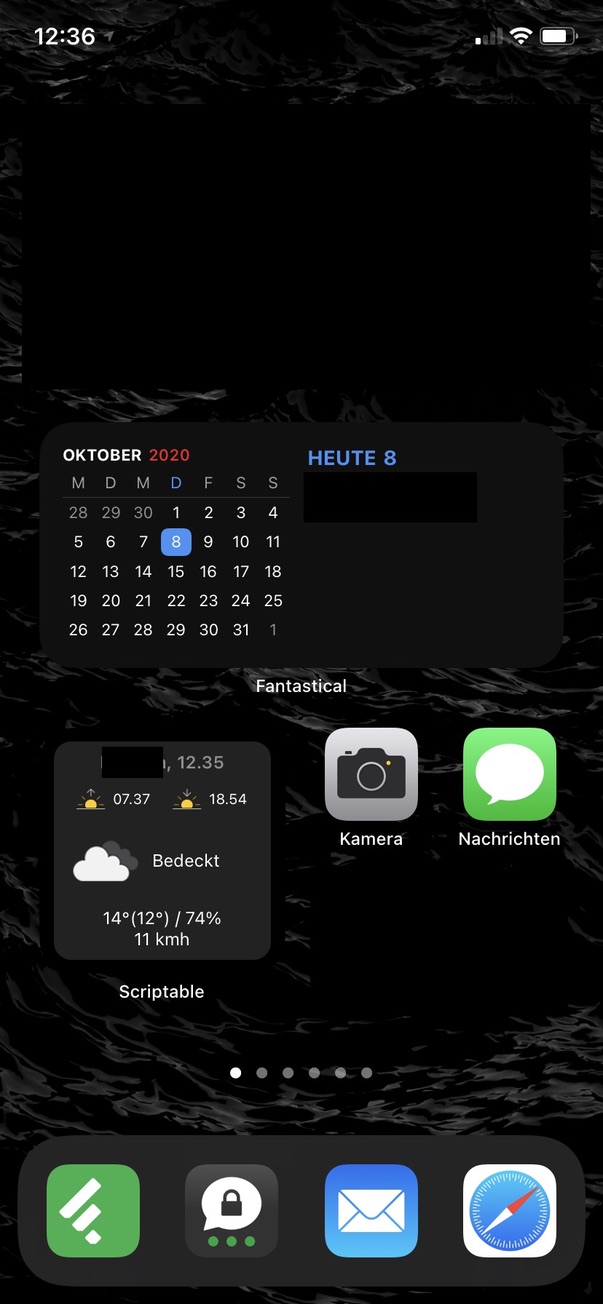 12:36
OKTOBER 2020
HEUTE 8
M D M D F S S
28 29 30 1 2 3 4
5 6 7 8 9 10 11
12 13 14 15 16 17 18
19 20 21 22 23 24 25
26 27 28 29 30 31 1
Fantastical
, 12.35
07.37 18.54
Bedeckt
14°(12°) / 74%
11 kmh
Scriptable
Kamera
Nachrichten